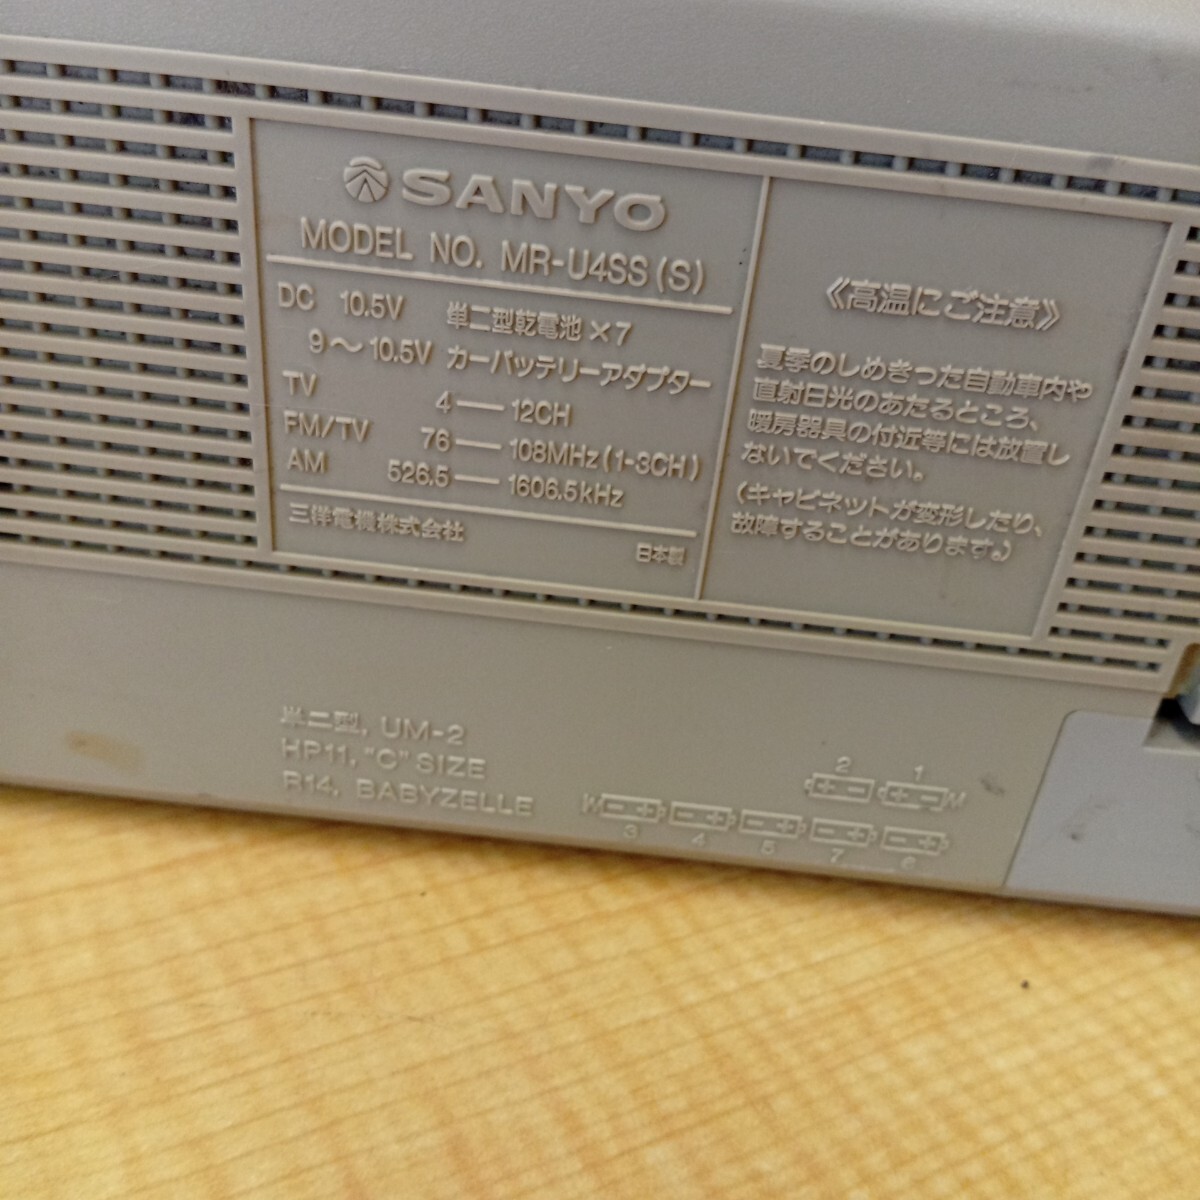 SANYO
MODEL NO. MR-U4SS(S)
DC 10.5V 単二型乾電池×7
9〜10.5V カーバッテリーアダプター
TV 4 — 12CH
FM/TV 76 — 108MHz(1-3CH)
AM 526.5 — 1606.5kHz
三洋電機株式会社
日本製
《高温にご注意》
夏季のしめきった自動車内や
直射日光のあたるところ、
暖房器具の付近等には放置し
ないでください。
(キャビネットが変形したり、
故障することがあります。)
単二型, UM-2
HP11, "C" SIZE
R14, BABYZELLE
2 1
3 4 5 7 6